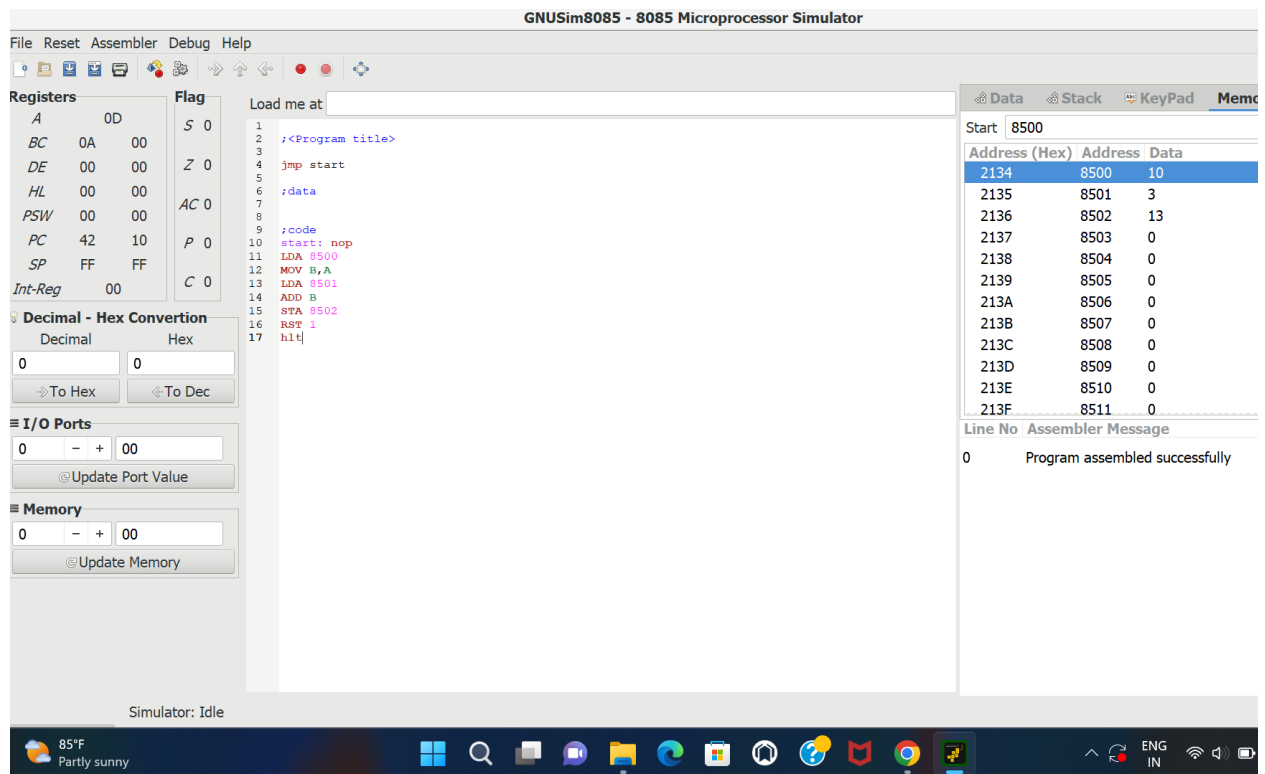 GNUSim8085 - 8085 Microprocessor Simulator
File Reset Assembler Debug Help
Registers
A 0D
BC 0A 00
DE 00 00
HL 00 00
PSW 00 00
PC 42 10
SP FF FF
Int-Reg 00
Flag
S 0
Z 0
AC 0
P 0
C 0
Decimal - Hex Convertion
Decimal Hex
0 0
To Hex To Dec
I/O Ports
0 - + 00
Update Port Value
Memory
0 - + 00
Update Memory
Load me at
1
2 ;<Program title>
3
4 jmp start
5
6 ;data
7
8
9 ;code
10 start: nop
11 LDA 8500
12 MOV B,A
13 LDA 8501
14 ADD B
15 STA 8502
16 RST 1
17 hlt
Data Stack KeyPad Memo
Start 8500
Address (Hex) Address Data
2134 8500 10
2135 8501 3
2136 8502 13
2137 8503 0
2138 8504 0
2139 8505 0
213A 8506 0
213B 8507 0
213C 8508 0
213D 8509 0
213E 8510 0
213F 8511 0
Line No Assembler Message
0 Program assembled successfully
Simulator: Idle
85°F
Partly sunny
ENG
IN